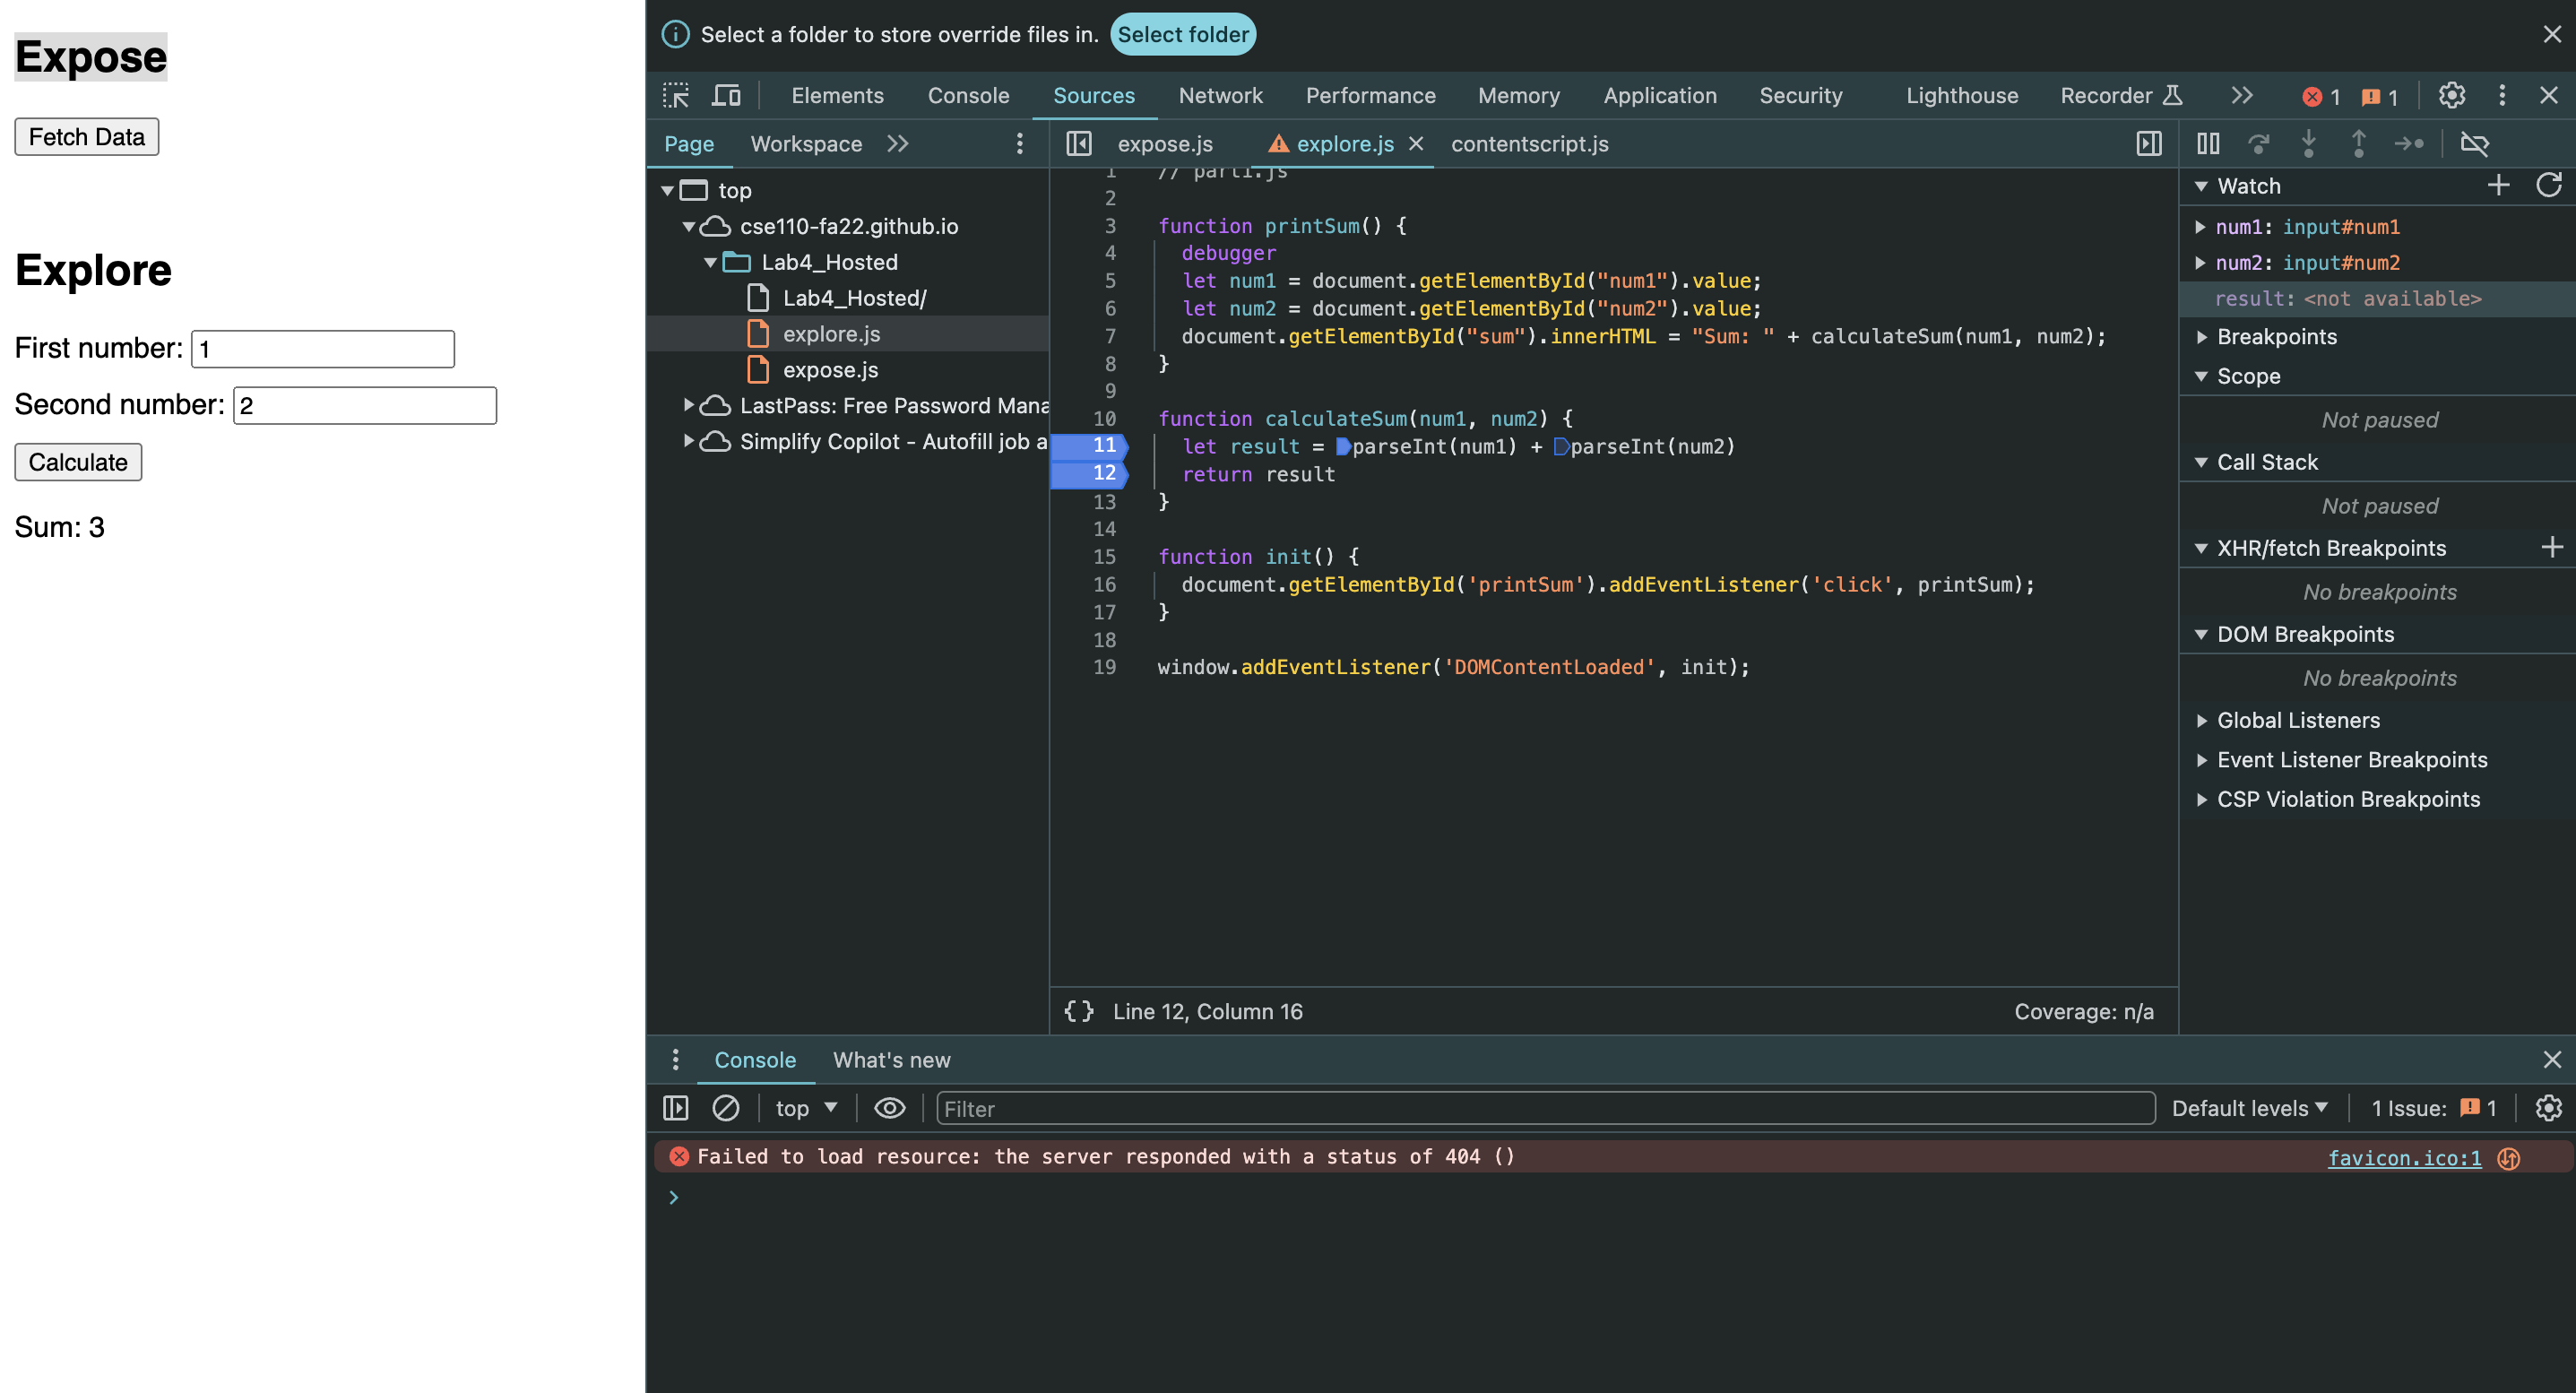 Expose
Fetch Data
Explore
First number: 1
Second number: 2
Calculate
Sum: 3
Select a folder to store override files in. Select folder
Elements Console Sources Network Performance Memory Application Security Lighthouse Recorder 1 1
Page Workspace
top
cse110-fa22.github.io
Lab4_Hosted
Lab4_Hosted/
explore.js
expose.js
LastPass: Free Password Mana
Simplify Copilot - Autofill job a
expose.js explore.js contentscript.js
1 // part1.js
2
3 function printSum() {
4 debugger
5 let num1 = document.getElementById("num1").value;
6 let num2 = document.getElementById("num2").value;
7 document.getElementById("sum").innerHTML = "Sum: " + calculateSum(num1, num2);
8 }
9
10 function calculateSum(num1, num2) {
11 let result = parseInt(num1) + parseInt(num2)
12 return result
13 }
14
15 function init() {
16 document.getElementById('printSum').addEventListener('click', printSum);
17 }
18
19 window.addEventListener('DOMContentLoaded', init);
{} Line 12, Column 16 Coverage: n/a
Watch
num1: input#num1
num2: input#num2
result: <not available>
Breakpoints
Scope
Not paused
Call Stack
Not paused
XHR/fetch Breakpoints
No breakpoints
DOM Breakpoints
No breakpoints
Global Listeners
Event Listener Breakpoints
CSP Violation Breakpoints
Console What's new
top Filter Default levels 1 Issue: 1
Failed to load resource: the server responded with a status of 404 () favicon.ico:1